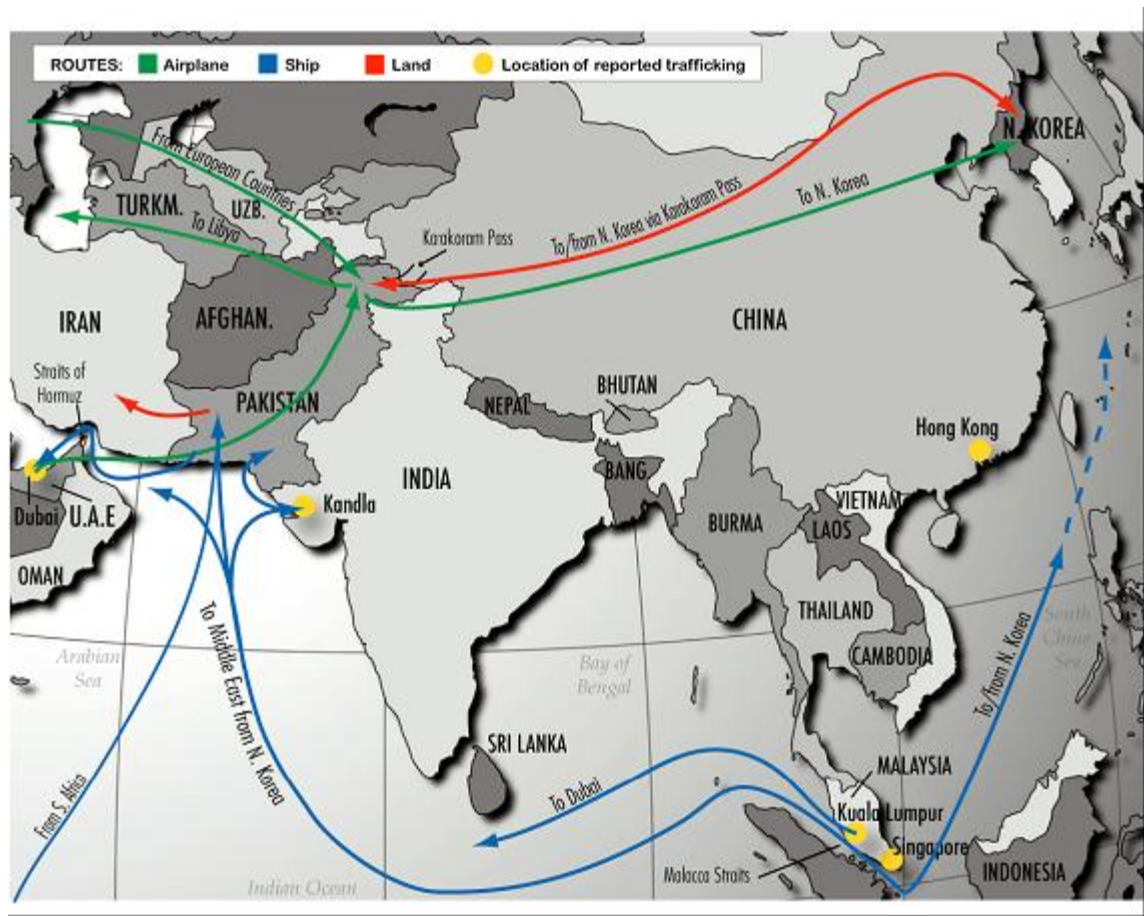 ROUTES: Airplane Ship Land Location of reported trafficking
N. KOREA
From European Countries
TURKM.
UZB.
To Libya
Karakoram Pass
To/from N. Korea via Karakoram Pass
To N. Korea
IRAN
AFGHAN.
CHINA
Straits of
Hormuz
PAKISTAN
NEPAL
BHUTAN
Hong Kong
INDIA
BANG.
Dubai
U.A.E
Kandla
BURMA
VIETNAM
LAOS
OMAN
THAILAND
CAMBODIA
Arabian
Sea
To Middle East from N. Korea
Bay of
Bengal
To/from N. Korea
South
China
Sea
SRI LANKA
MALAYSIA
From S. Africa
To Dubai
Kuala Lumpur
Singapore
Malacca Straits
INDONESIA
Indian Ocean